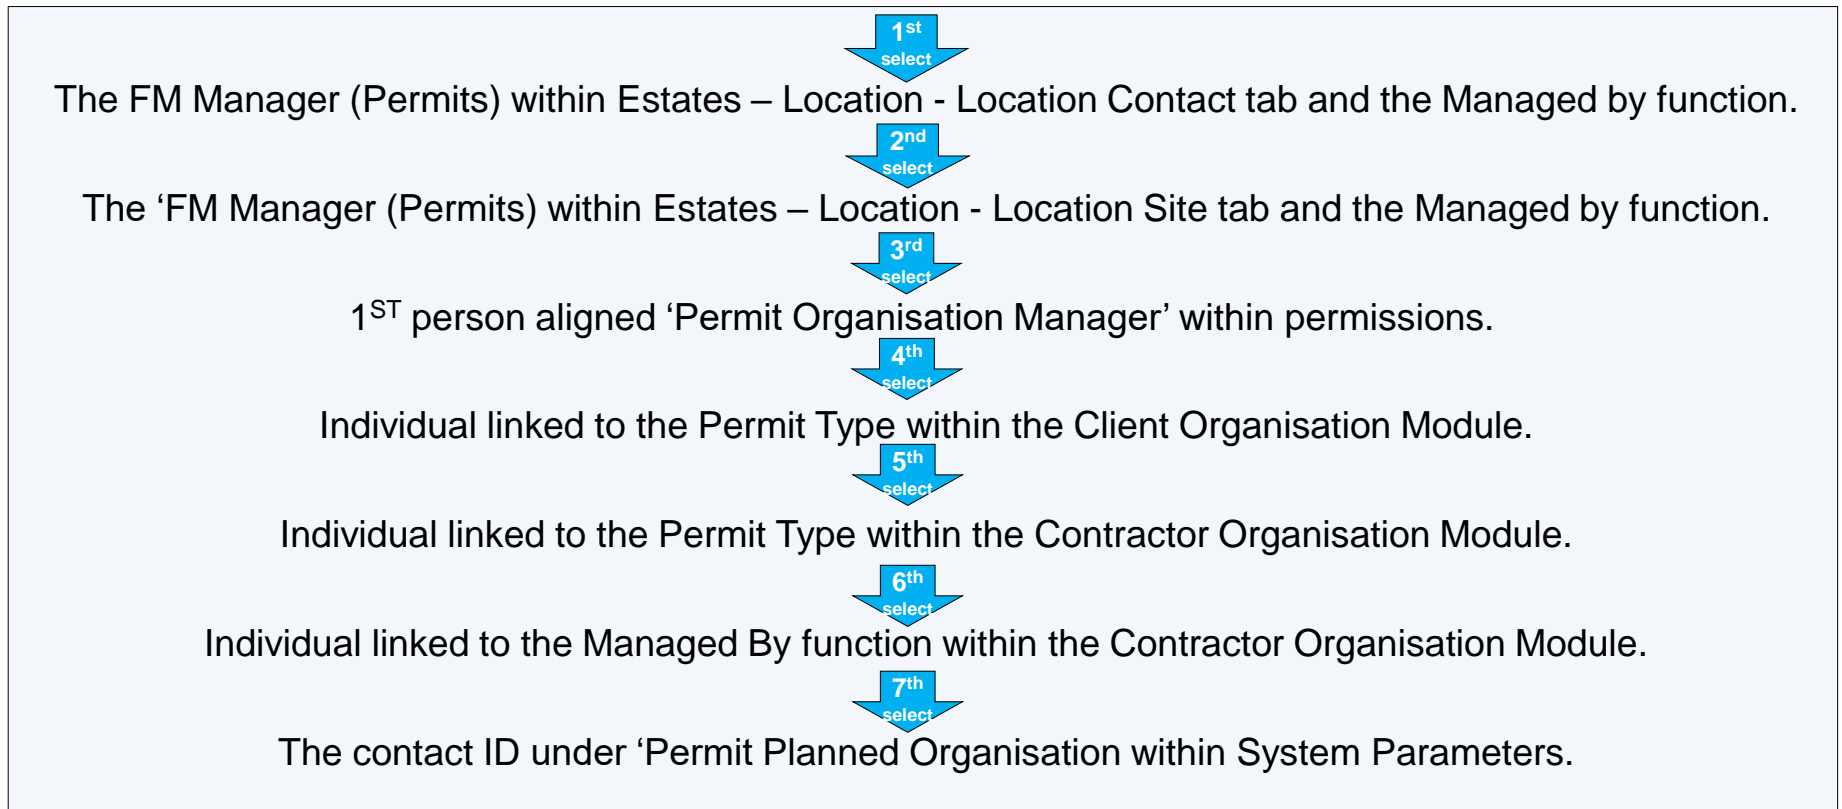 1st
select
The FM Manager (Permits) within Estates – Location - Location Contact tab and the Managed by function.
2nd
select
The ‘FM Manager (Permits) within Estates – Location - Location Site tab and the Managed by function.
3rd
select
1ST person aligned ‘Permit Organisation Manager’ within permissions.
4th
select
Individual linked to the Permit Type within the Client Organisation Module.
5th
select
Individual linked to the Permit Type within the Contractor Organisation Module.
6th
select
Individual linked to the Managed By function within the Contractor Organisation Module.
7th
select
The contact ID under ‘Permit Planned Organisation within System Parameters.